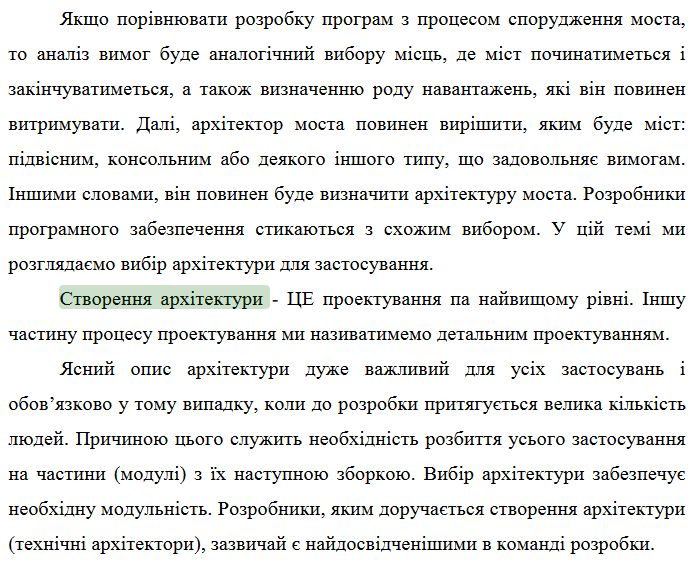 Якщо порівнювати розробку програм з процесом спорудження моста,
то аналіз вимог буде аналогічний вибору місць, де міст починатиметься і
закінчуватиметься, а також визначенню роду навантажень, які він повинен
витримувати. Далі, архітектор моста повинен вирішити, яким буде міст:
підвісним, консольним або деякого іншого типу, що задовольняє вимогам.
Іншими словами, він повинен буде визначити архітектуру моста. Розробники
програмного забезпечення стикаються з схожим вибором. У цій темі ми
розглядаємо вибір архітектури для застосування.
Створення архітектури - ЦЕ проектування па найвищому рівні. Іншу
частину процесу проектування ми називатимемо детальним проектуванням.
Ясний опис архітектури дуже важливий для усіх застосувань і
обов’язково у тому випадку, коли до розробки притягується велика кількість
людей. Причиною цього служить необхідність розбиття усього застосування
на частини (модулі) з їх наступною зборкою. Вибір архітектури забезпечує
необхідну модульність. Розробники, яким доручається створення архітектури
(технічні архітектори), зазвичай є найдосвідченішими в команді розробки.